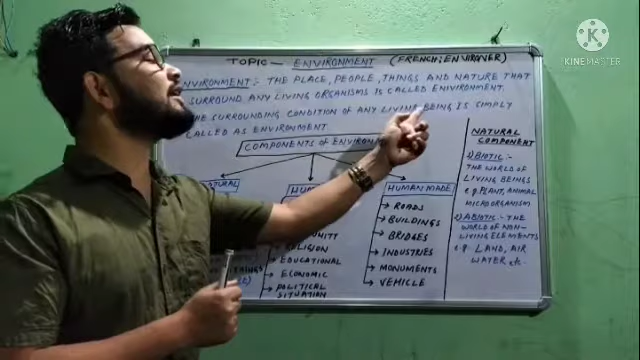 TOPIC - ENVIRONMENT (FRENCH: ENVIRONER)
ENVIRONMENT :- THE PLACE, PEOPLE, THINGS AND NATURE THAT
SURROUND ANY LIVING ORGANISMS IS CALLED ENVIRONMENT.
THE SURROUNDING CONDITION OF ANY LIVING BEING IS SIMPLY
CALLED AS ENVIRONMENT
COMPONENTS OF ENVIRON
NATURAL
HUM
→ RELIGION
→ EDUCATIONAL
→ ECONOMIC
→ POLITICAL
SITUATION
THINGS
HUMAN MADE
→ ROADS
→ BUILDINGS
→ BRIDGES
→ INDUSTRIES
→ MONUMENTS
→ VEHICLE
NATURAL
COMPONENT
1) BIOTIC :-
THE WORLD OF
LIVING BEINGS
e.g. PLANT, ANIMAL
MICROORGANISM
2) ABIOTIC :- THE
WORLD OF NON-
LIVING ELEMENTS
e.g. LAND, AIR
WATER etc.
KINEMASTER